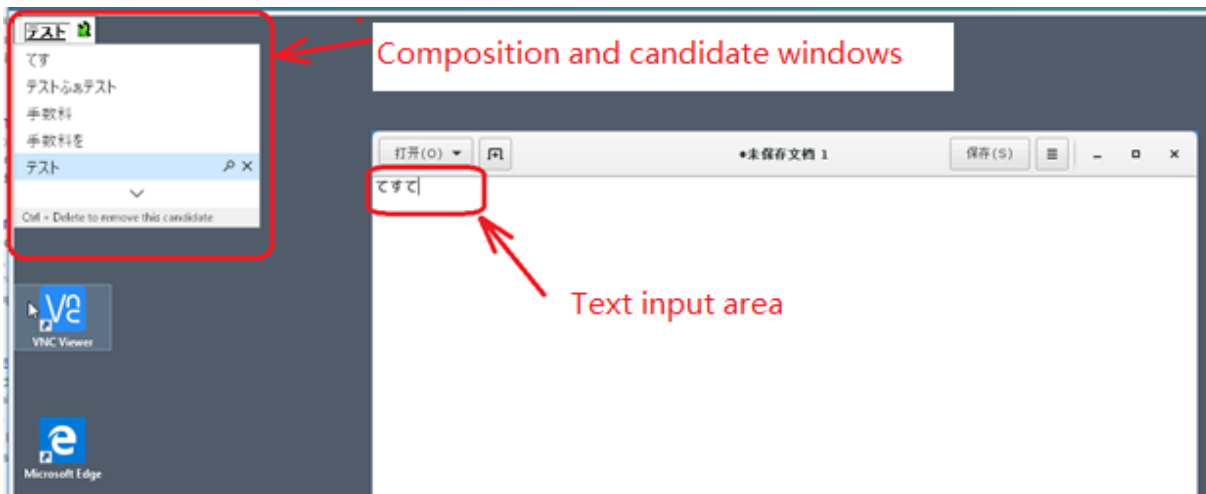 テスト
てす
テストふぁテスト
手数料
手数料を
テスト
Ctrl + Delete to remove this candidate
Composition and candidate windows
打开(O)
•未保存文档 1
保存(S)
てすて
Text input area
VNC Viewer
Microsoft Edge